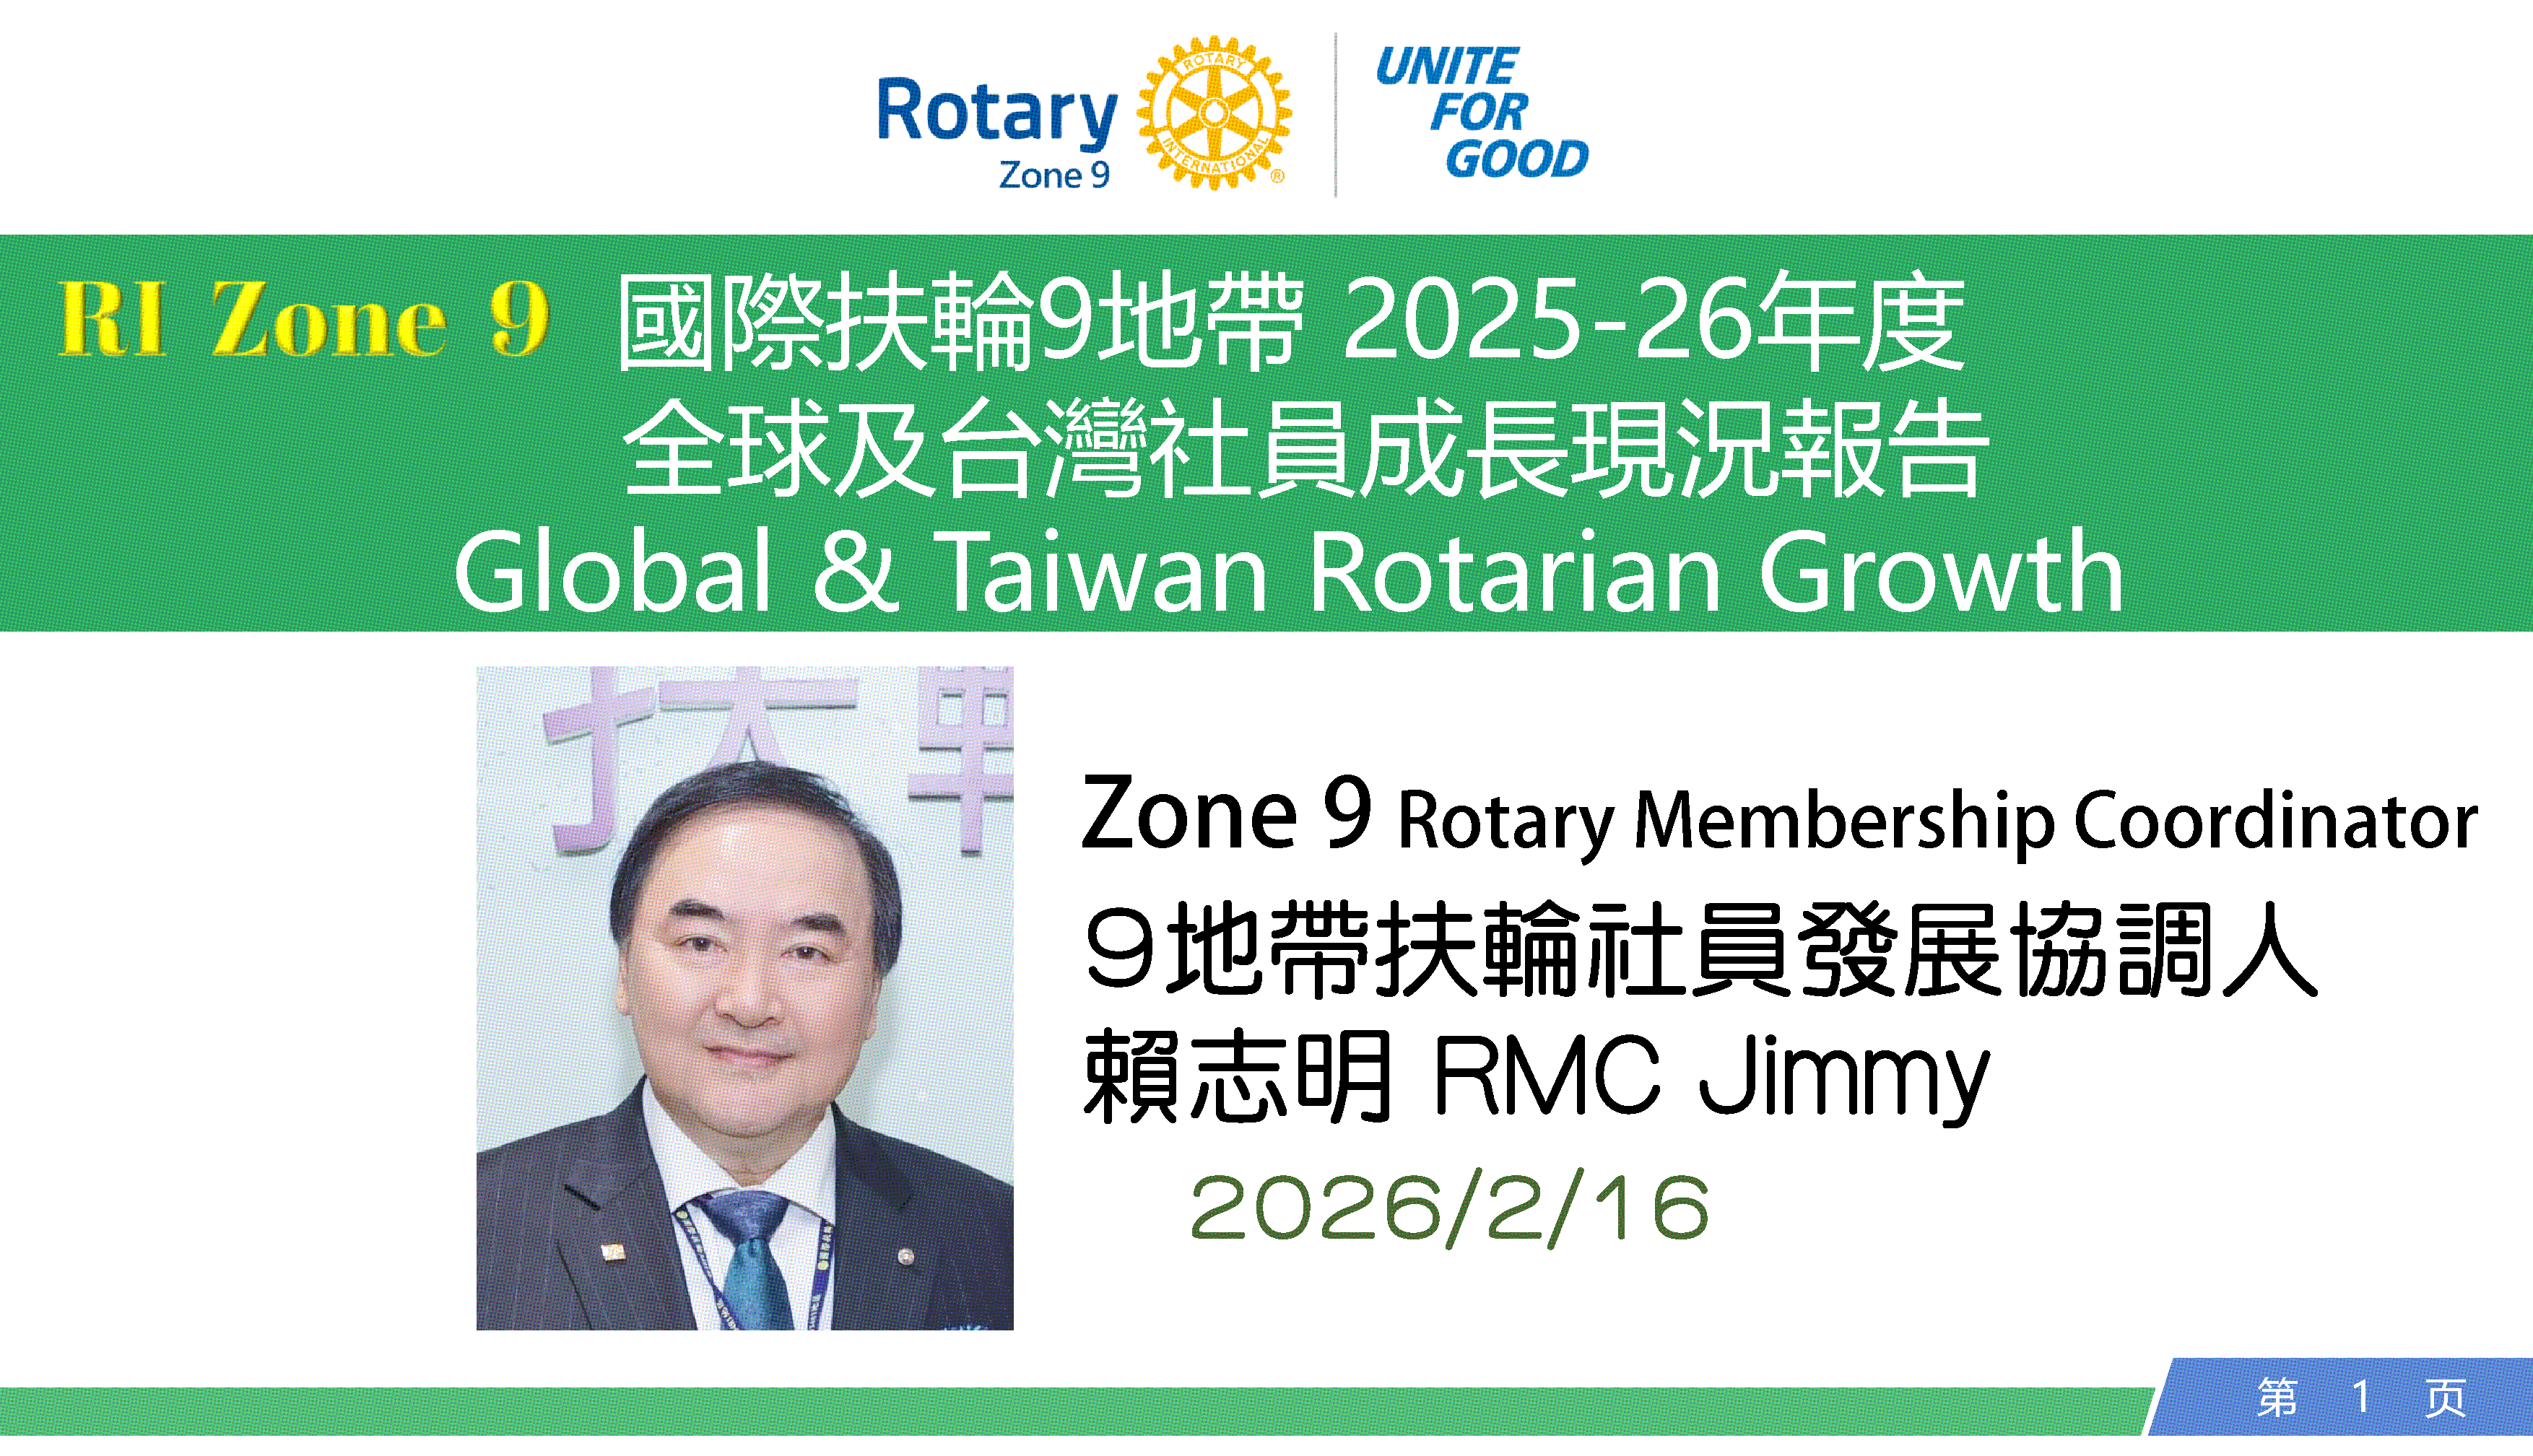 Rotary
Zone 9
ROTARY
INTERNATIONAL
®
UNITE
FOR
GOOD
RI Zone 9 國際扶輪9地帶 2025-26年度
全球及台灣社員成長現況報告
Global & Taiwan Rotarian Growth
扶
Zone 9 Rotary Membership Coordinator
9地帶扶輪社員發展協調人
賴志明 RMC Jimmy
2026/2/16
第 1 页